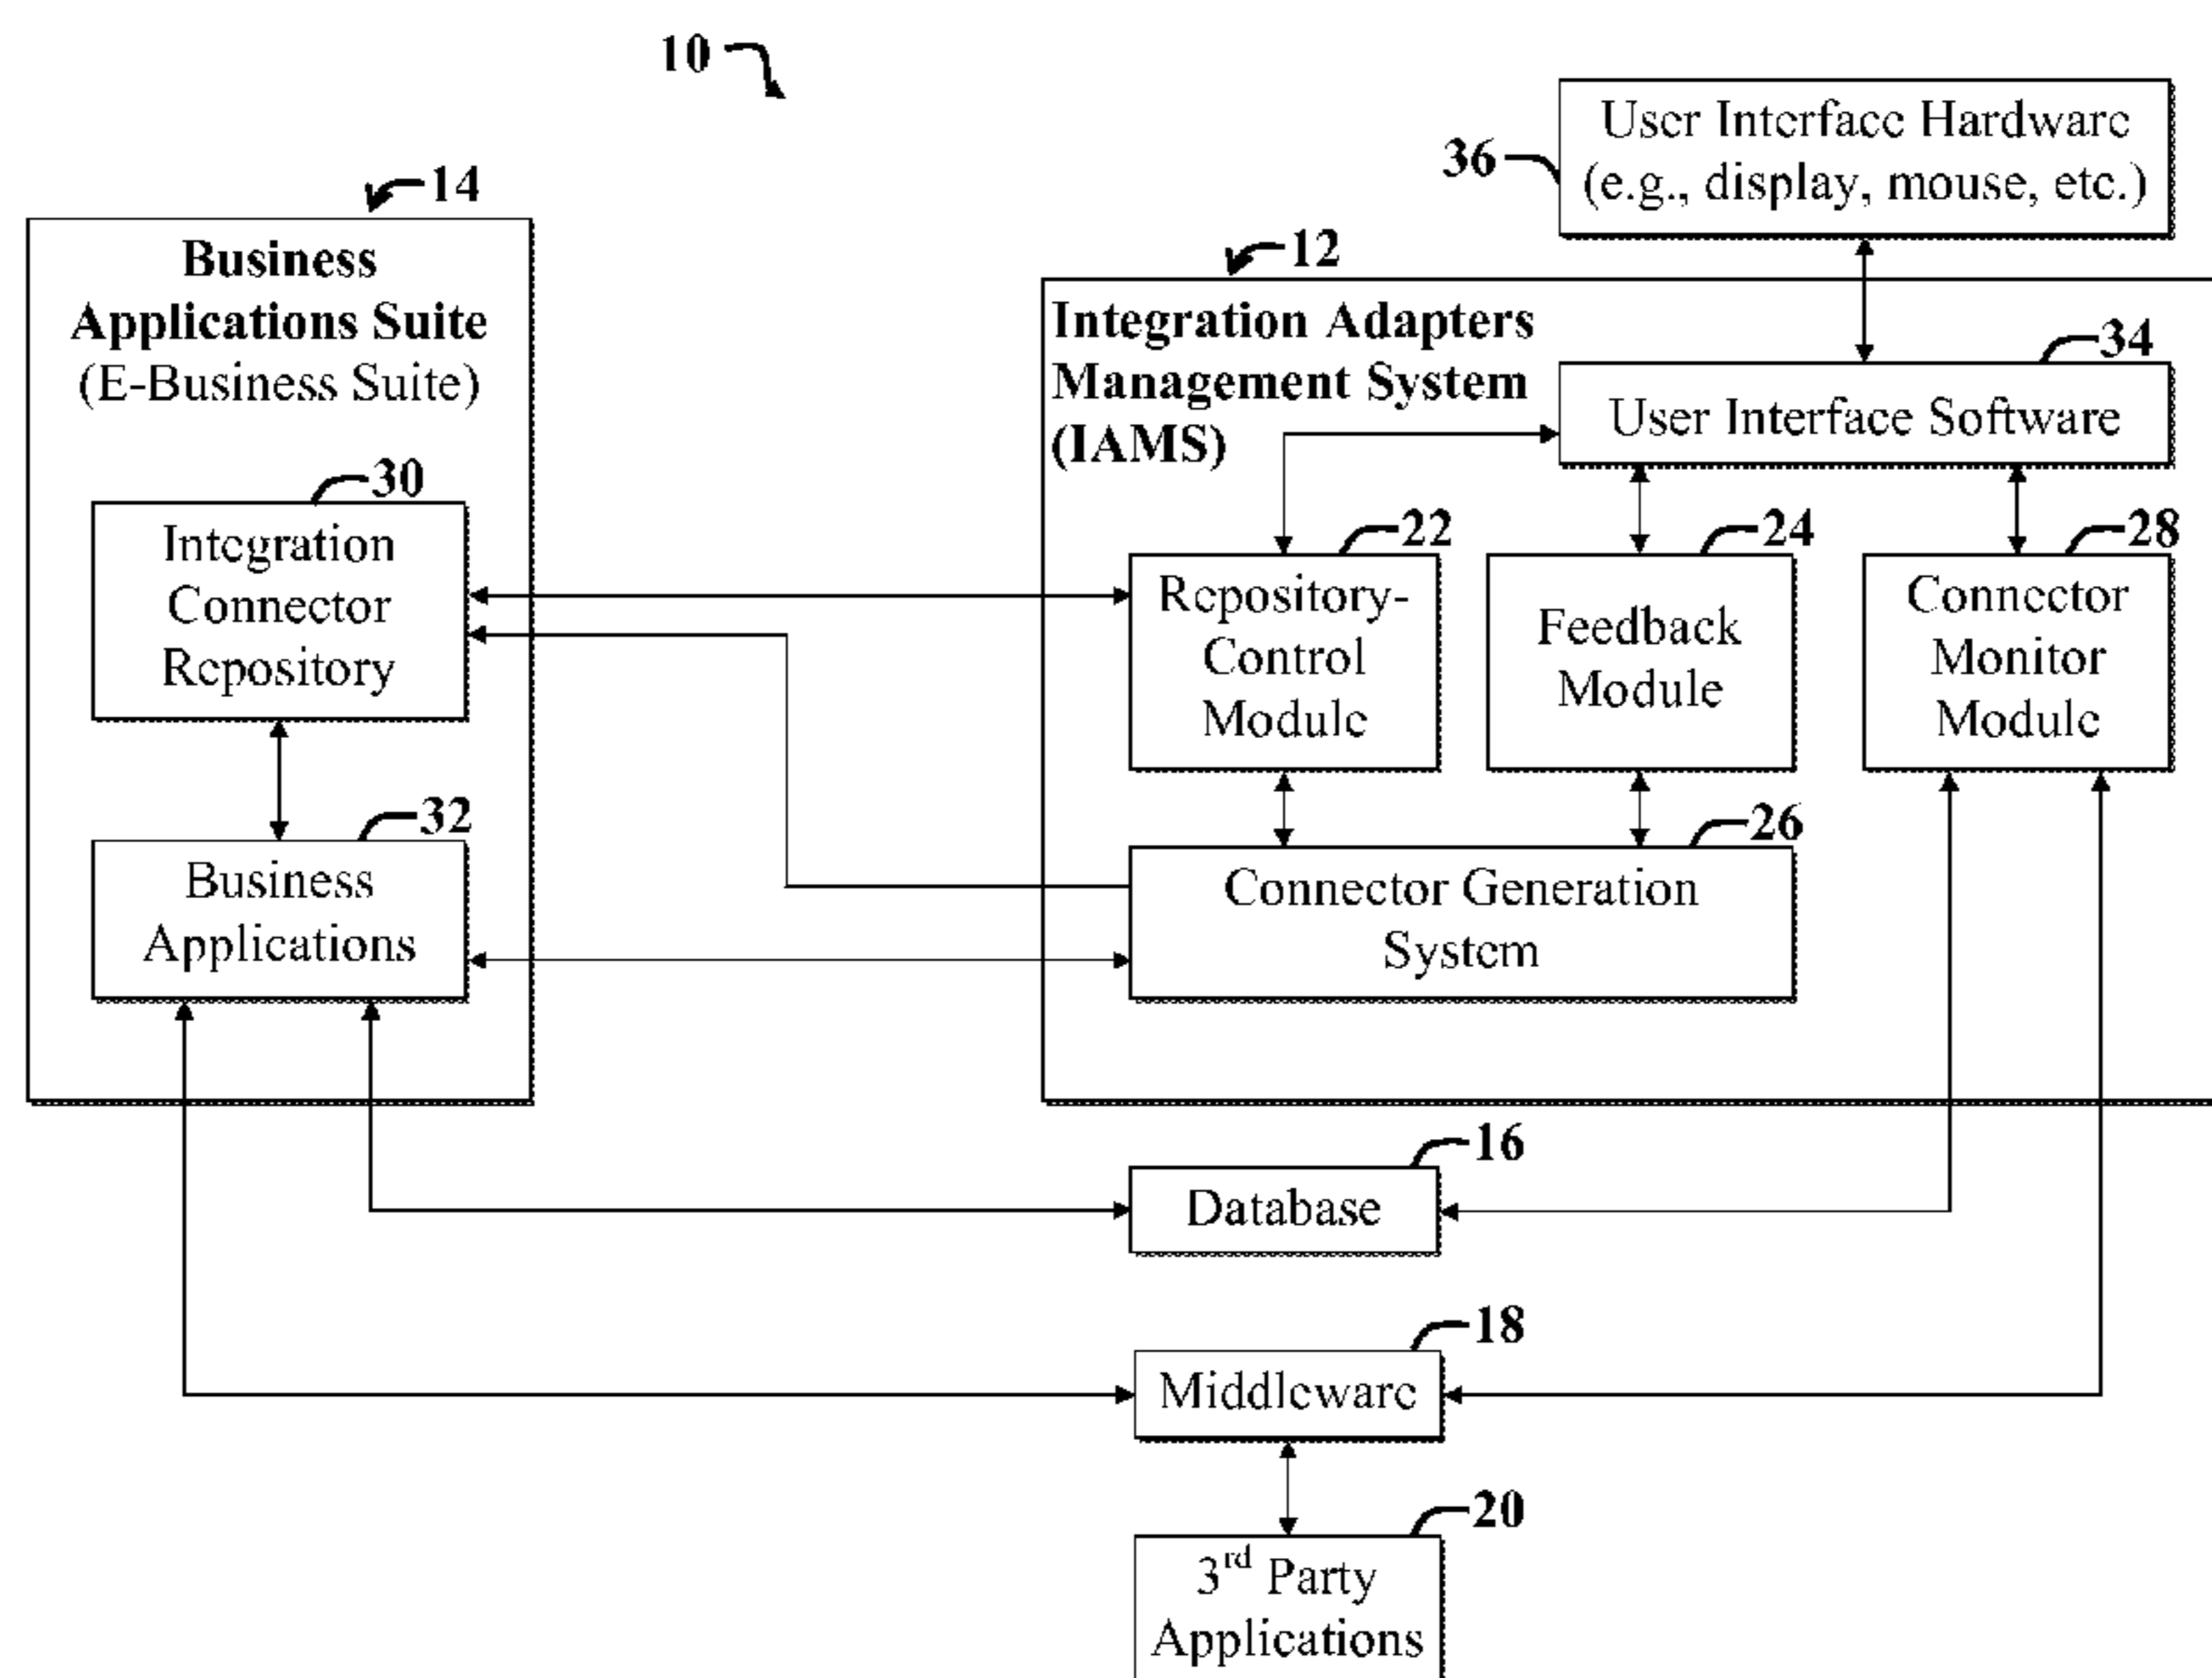 10
User Interface Hardware
(e.g., display, mouse, etc.)
36
14
Business
Applications Suite
(E-Business Suite)
12
Integration Adapters
Management System
(IAMS)
34
User Interface Software
30
Integration
Connector
Repository
22
Repository-
Control
Module
24
Feedback
Module
28
Connector
Monitor
Module
32
Business
Applications
26
Connector Generation
System
16
Database
18
Middleware
20
3rd Party
Applications